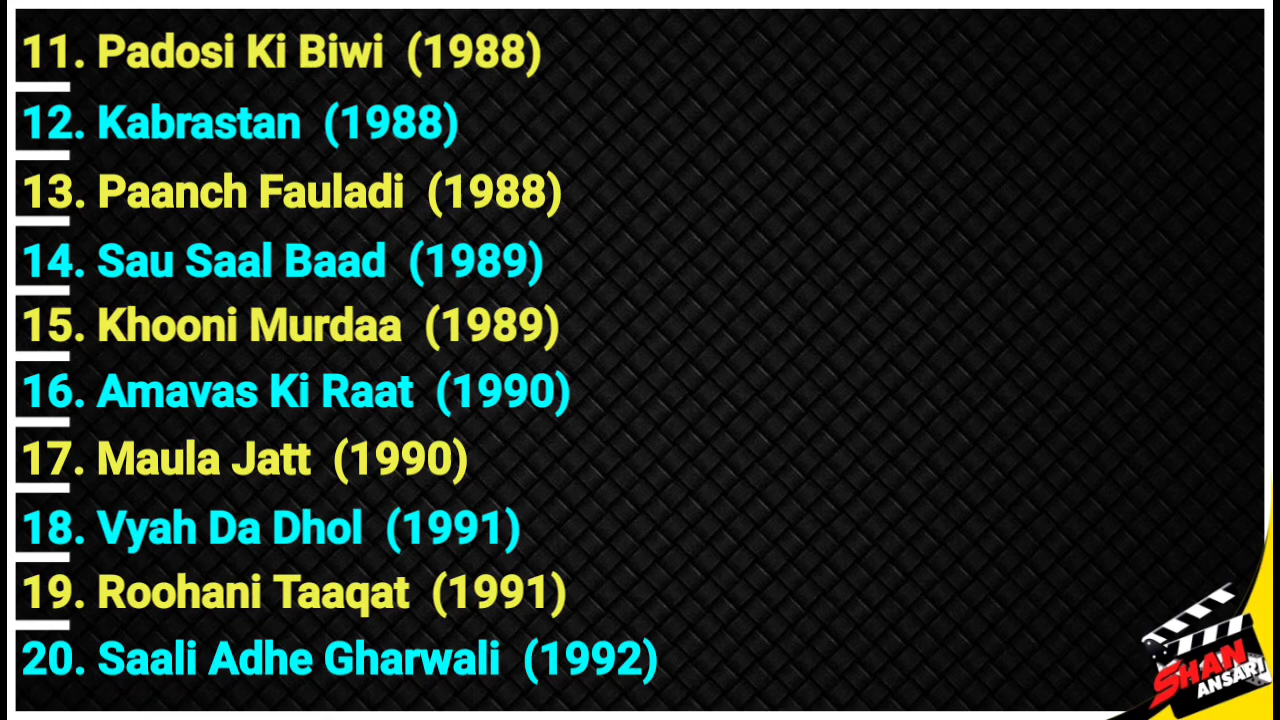 11. Padosi Ki Biwi (1988)
12. Kabrastan (1988)
13. Paanch Fauladi (1988)
14. Sau Saal Baad (1989)
15. Khooni Murdaa (1989)
16. Amavas Ki Raat (1990)
17. Maula Jatt (1990)
18. Vyah Da Dhol (1991)
19. Roohani Taaqat (1991)
20. Saali Adhe Gharwali (1992)
SHAN
ANSARI